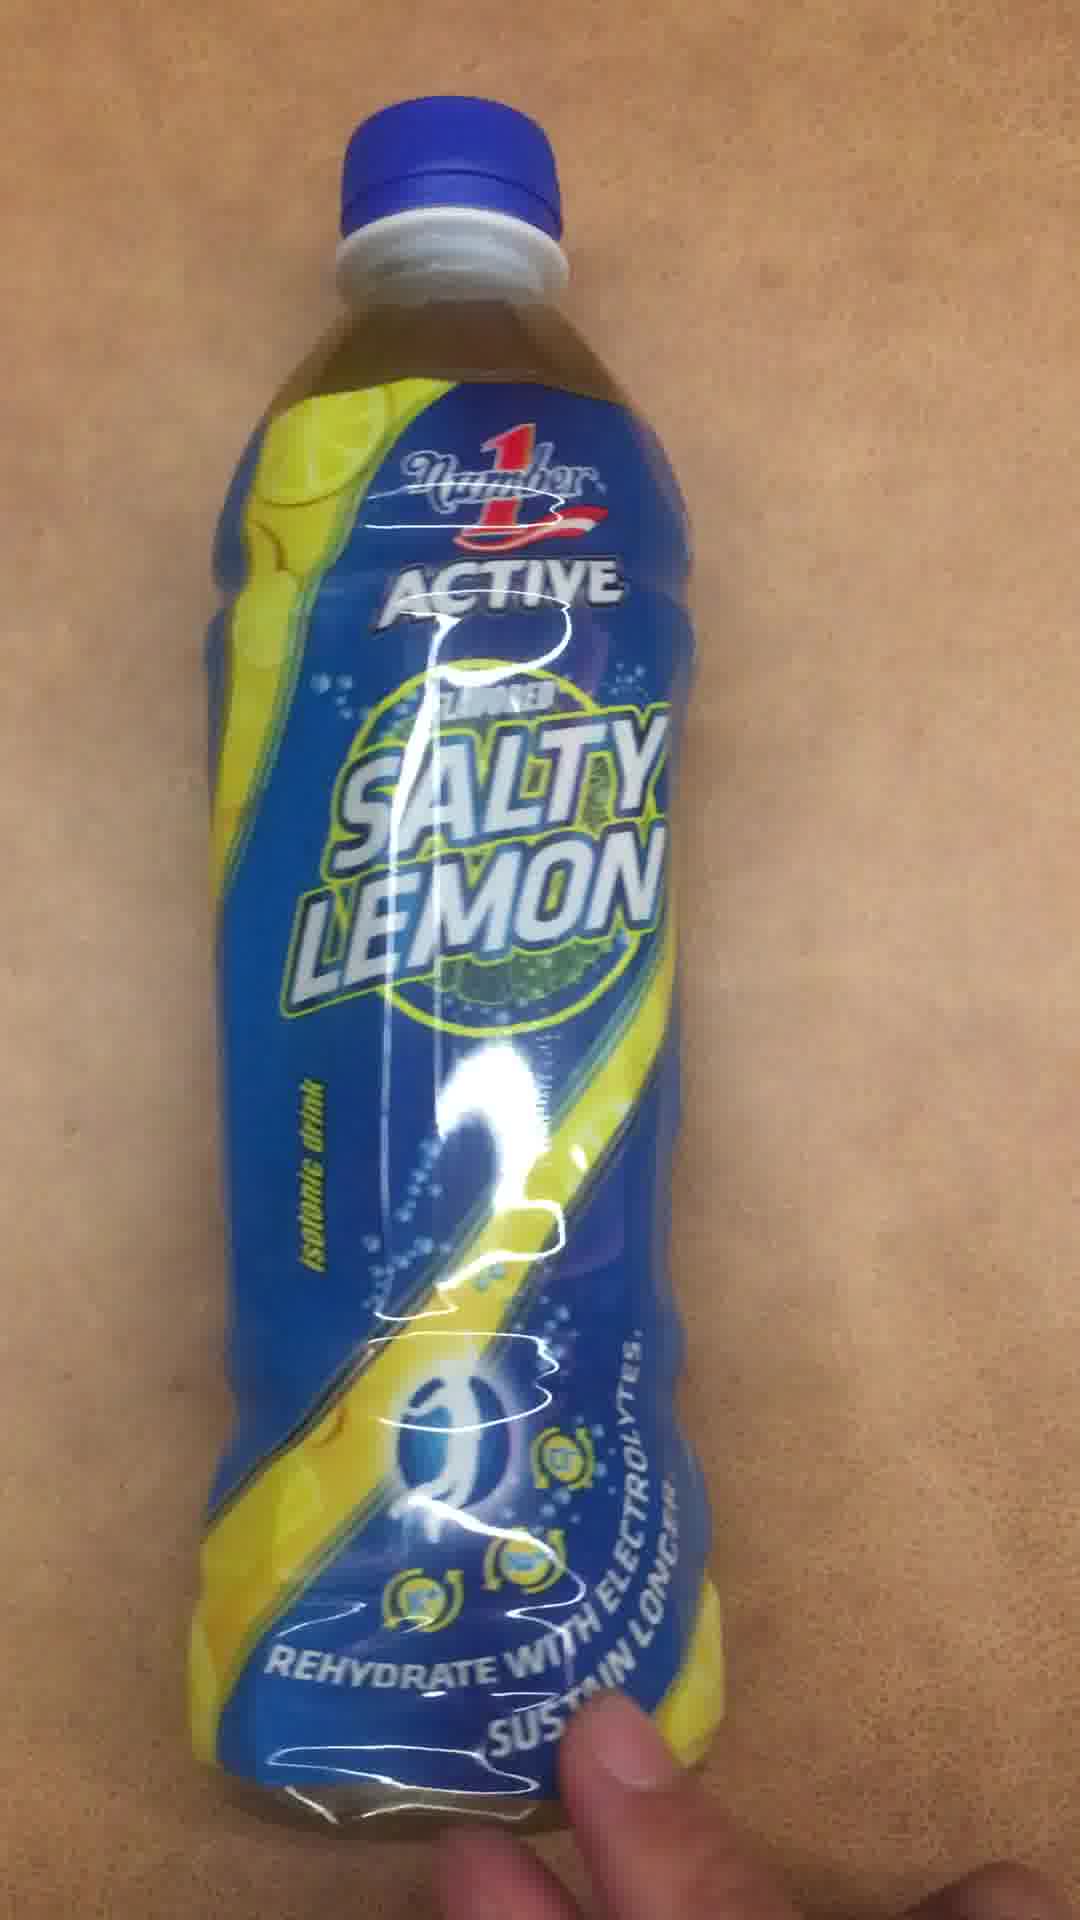 Number 1
ACTIVE
FLAVORED
SALTY
LEMON
isotonic drink
REHYDRATE WITH ELECTROLYTES.
SUSTAIN LONGER